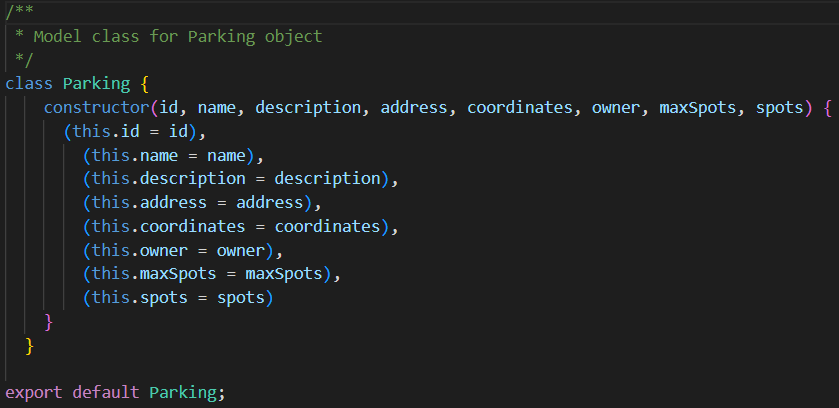 /**
 * Model class for Parking object
 */
class Parking {
    constructor(id, name, description, address, coordinates, owner, maxSpots, spots) {
      (this.id = id),
        (this.name = name),
        (this.description = description),
        (this.address = address),
        (this.coordinates = coordinates),
        (this.owner = owner),
        (this.maxSpots = maxSpots),
        (this.spots = spots)
    }
  }
export default Parking;